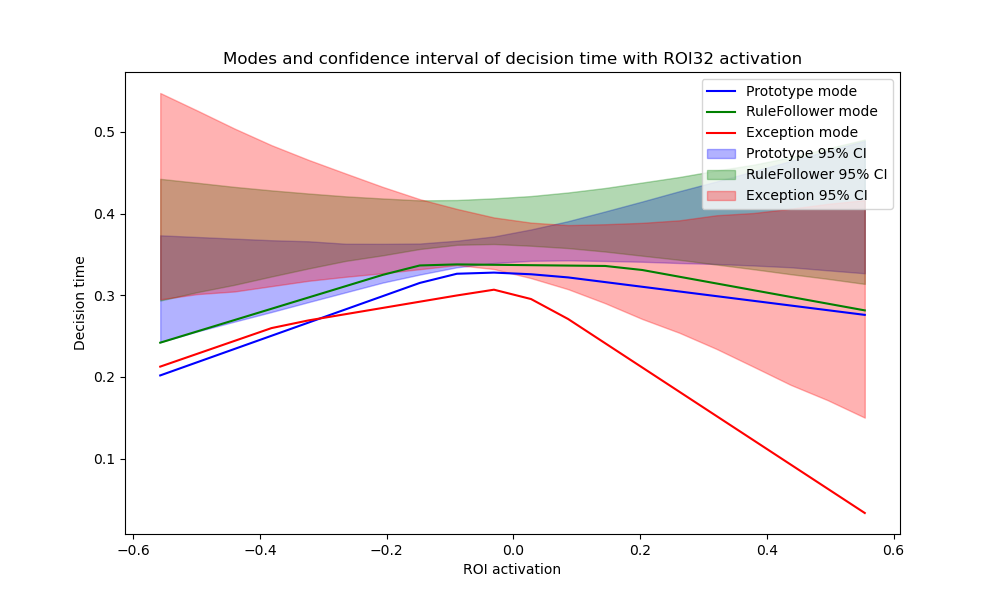 Modes and confidence interval of decision time with ROI32 activation
Prototype mode
RuleFollower mode
Exception mode
Prototype 95% CI
RuleFollower 95% CI
Exception 95% CI
Decision time
0.5
0.4
0.3
0.2
0.1
−0.6 −0.4 −0.2 0.0 0.2 0.4 0.6
ROI activation